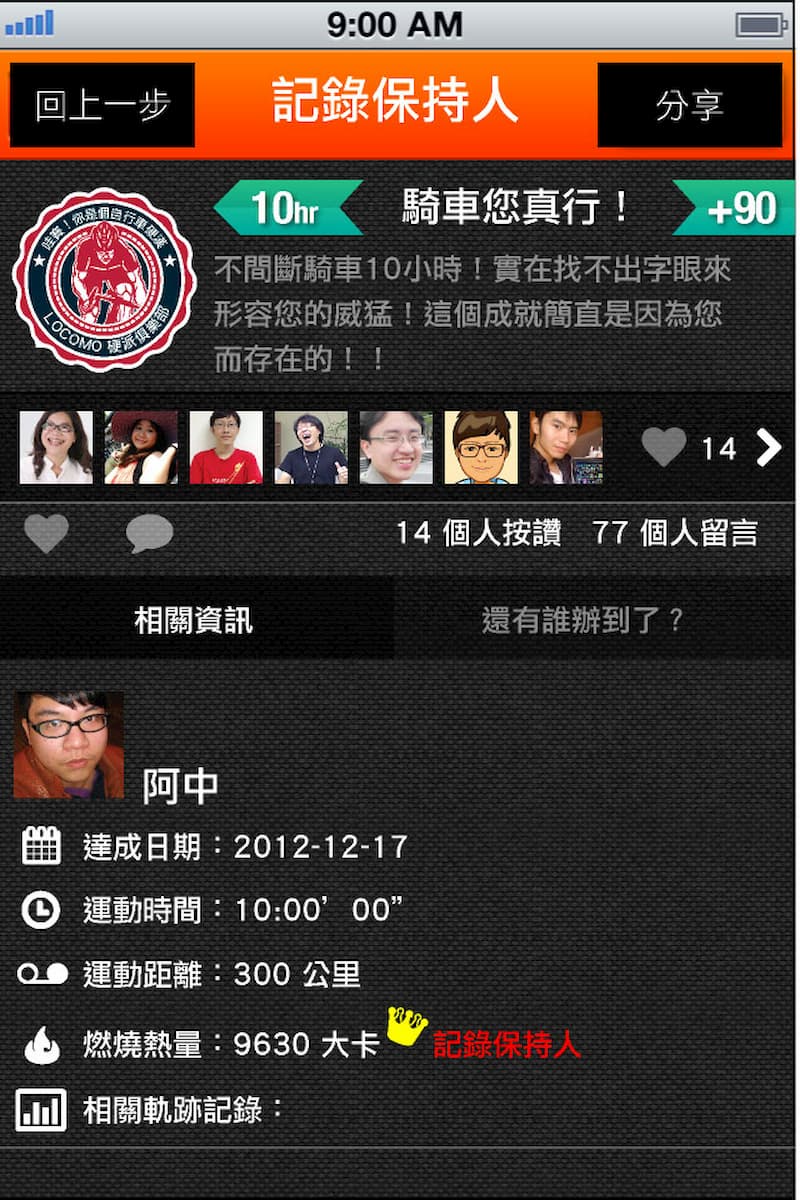 9:00 AM
回上一步
記錄保持人
分享
哇賽！你是個自行車硬漢
LOCOMO 硬派俱樂部
10hr
騎車您真行！
+90
不間斷騎車10小時！實在找不出字眼來
形容您的威猛！這個成就簡直是因為您
而存在的！！
14
14 個人按讚 77 個人留言
相關資訊
還有誰辦到了？
阿中
達成日期：2012-12-17
運動時間：10:00’ 00”
運動距離：300 公里
燃燒熱量：9630 大卡
記錄保持人
相關軌跡記錄：